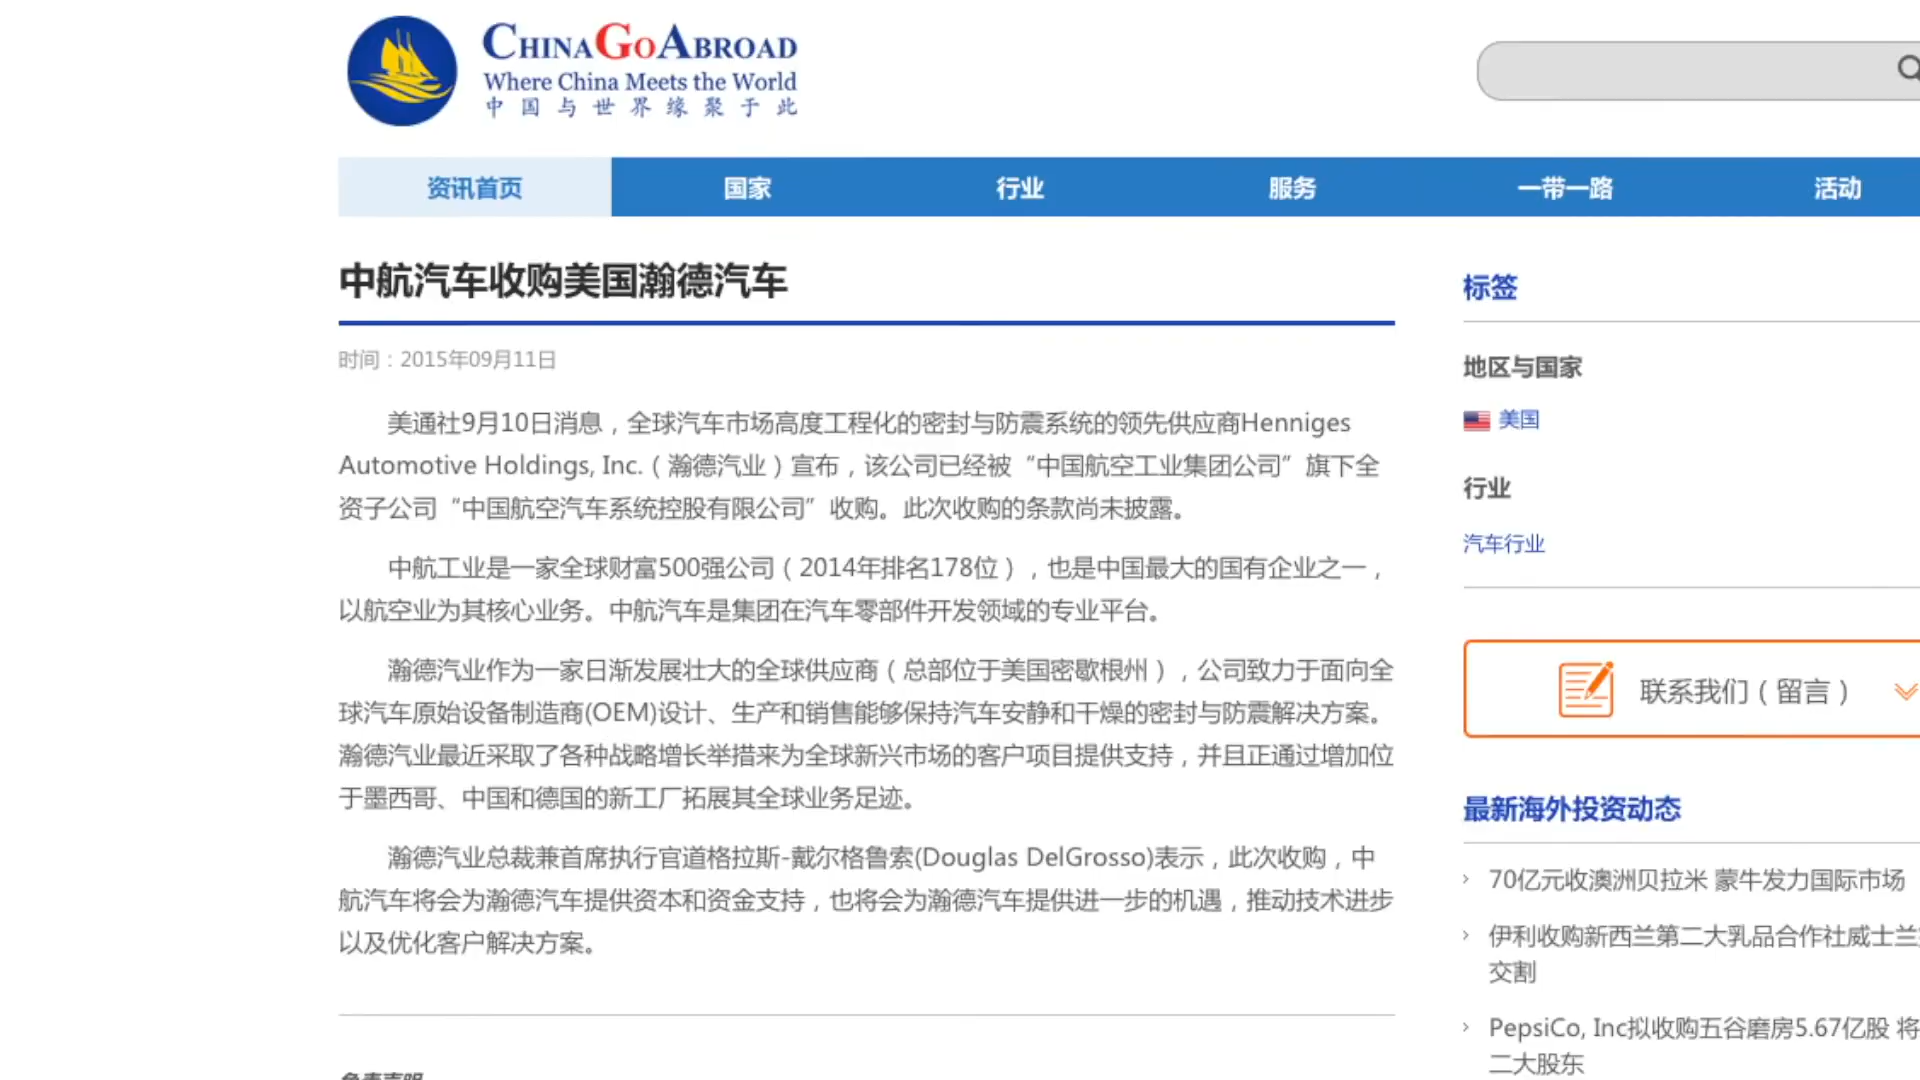 CHINAGOABROAD
Where China Meets the World
中国与世界缘聚于此
资讯首页 国家 行业 服务 一带一路 活动
中航汽车收购美国瀚德汽车
时间：2015年09月11日
美通社9月10日消息，全球汽车市场高度工程化的密封与防震系统的领先供应商Henniges
Automotive Holdings, Inc.（瀚德汽业）宣布，该公司已经被“中国航空工业集团公司”旗下全
资子公司“中国航空汽车系统控股有限公司”收购。此次收购的条款尚未披露。
中航工业是一家全球财富500强公司（2014年排名178位），也是中国最大的国有企业之一，
以航空业为其核心业务。中航汽车是集团在汽车零部件开发领域的专业平台。
瀚德汽业作为一家日渐发展壮大的全球供应商（总部位于美国密歇根州），公司致力于面向全
球汽车原始设备制造商(OEM)设计、生产和销售能够保持汽车安静和干燥的密封与防震解决方案。
瀚德汽业最近采取了各种战略增长举措来为全球新兴市场的客户项目提供支持，并且正通过增加位
于墨西哥、中国和德国的新工厂拓展其全球业务足迹。
瀚德汽业总裁兼首席执行官道格拉斯-戴尔格鲁索(Douglas DelGrosso)表示，此次收购，中
航汽车将会为瀚德汽车提供资本和资金支持，也将会为瀚德汽车提供进一步的机遇，推动技术进步
以及优化客户解决方案。
标签
地区与国家
美国
行业
汽车行业
联系我们（留言）
最新海外投资动态
70亿元收澳洲贝拉米 蒙牛发力国际市场
伊利收购新西兰第二大乳品合作社威士兰
交割
PepsiCo, Inc拟收购五谷磨房5.67亿股 将
二大股东